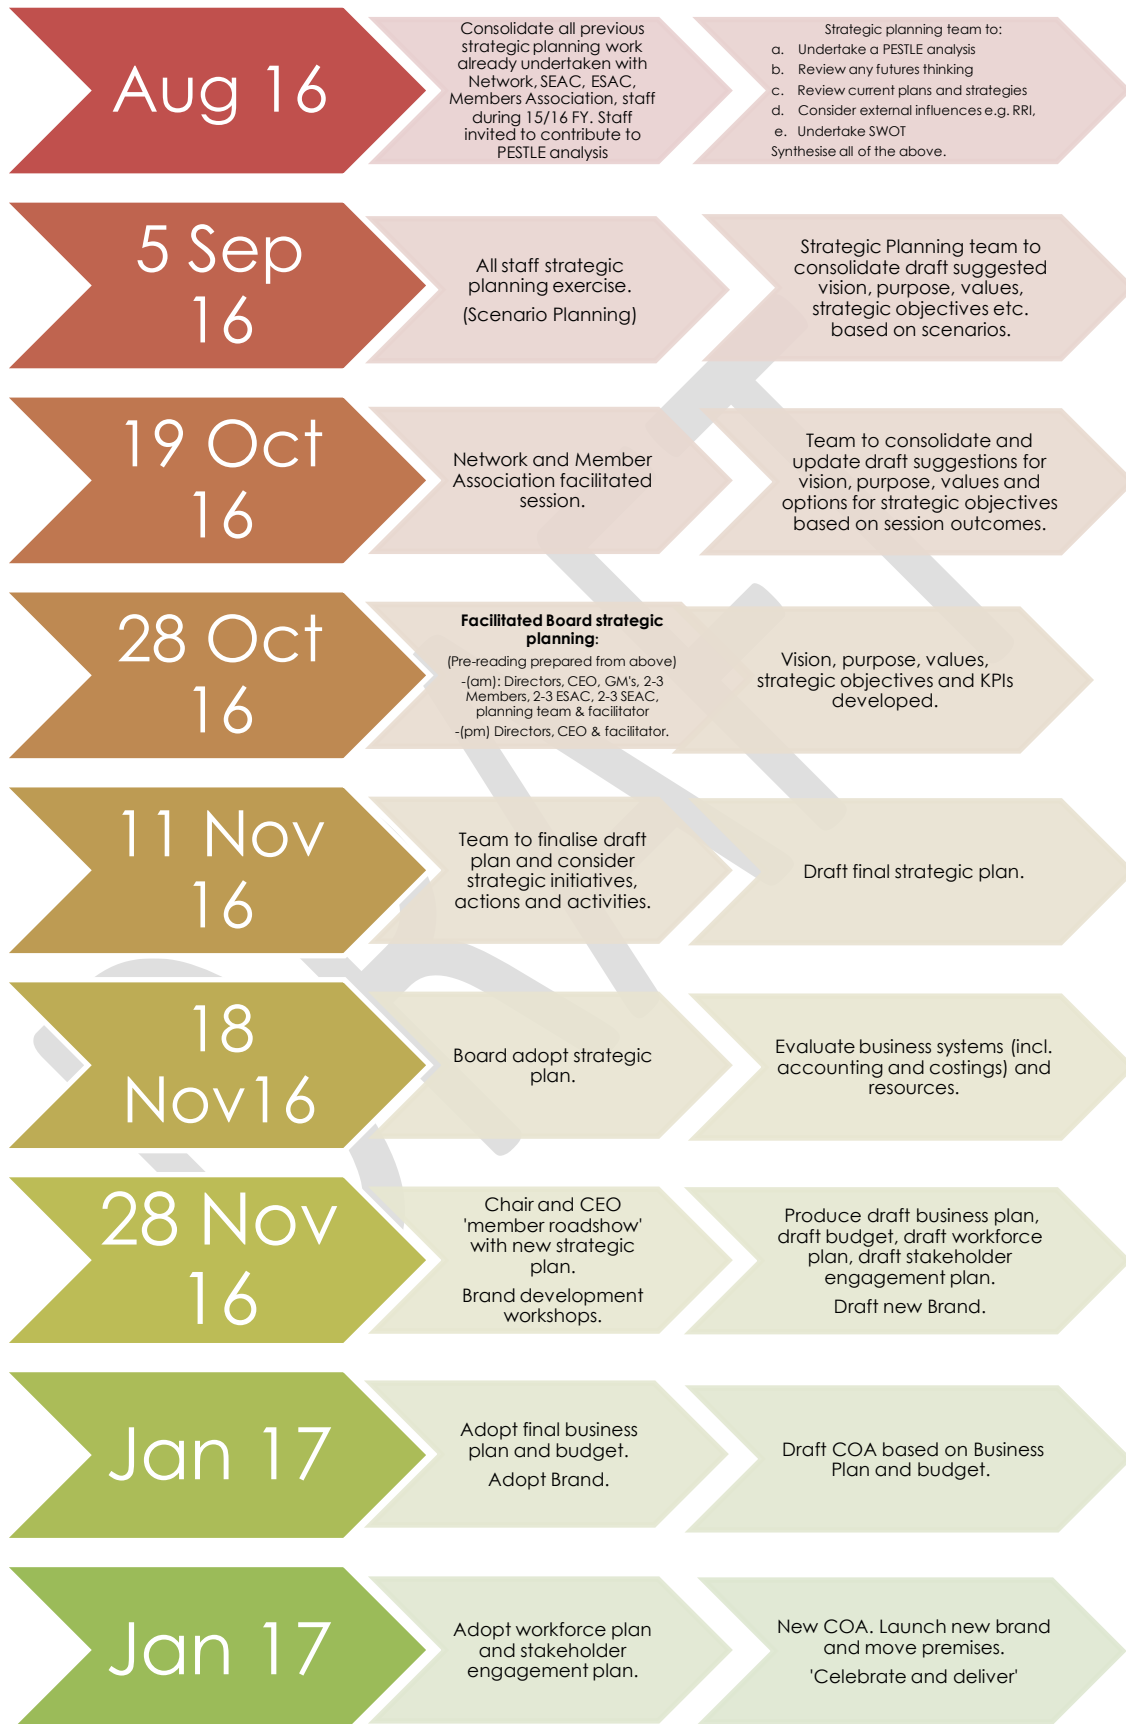 Aug 16
Consolidate all previous
strategic planning work
already undertaken with
Network, SEAC, ESAC,
Members Association, staff
during 15/16 FY. Staff
invited to contribute to
PESTLE analysis
Strategic planning team to:
a. Undertake a PESTLE analysis
b. Review any futures thinking
c. Review current plans and strategies
d. Consider external influences e.g. RRI,
e. Undertake SWOT
Synthesise all of the above.
5 Sep
16
All staff strategic
planning exercise.
(Scenario Planning)
Strategic Planning team to
consolidate draft suggested
vision, purpose, values,
strategic objectives etc.
based on scenarios.
19 Oct
16
Network and Member
Association facilitated
session.
Team to consolidate and
update draft suggestions for
vision, purpose, values and
options for strategic objectives
based on session outcomes.
28 Oct
16
Facilitated Board strategic
planning:
(Pre-reading prepared from above)
-(am): Directors, CEO, GM's, 2-3
Members, 2-3 ESAC, 2-3 SEAC,
planning team & facilitator
-(pm) Directors, CEO & facilitator.
Vision, purpose, values,
strategic objectives and KPIs
developed.
11 Nov
16
Team to finalise draft
plan and consider
strategic initiatives,
actions and activities.
Draft final strategic plan.
18
Nov16
Board adopt strategic
plan.
Evaluate business systems (incl.
accounting and costings) and
resources.
28 Nov
16
Chair and CEO
'member roadshow'
with new strategic
plan.
Brand development
workshops.
Produce draft business plan,
draft budget, draft workforce
plan, draft stakeholder
engagement plan.
Draft new Brand.
Jan 17
Adopt final business
plan and budget.
Adopt Brand.
Draft COA based on Business
Plan and budget.
Jan 17
Adopt workforce plan
and stakeholder
engagement plan.
New COA. Launch new brand
and move premises.
'Celebrate and deliver'
DRAFT